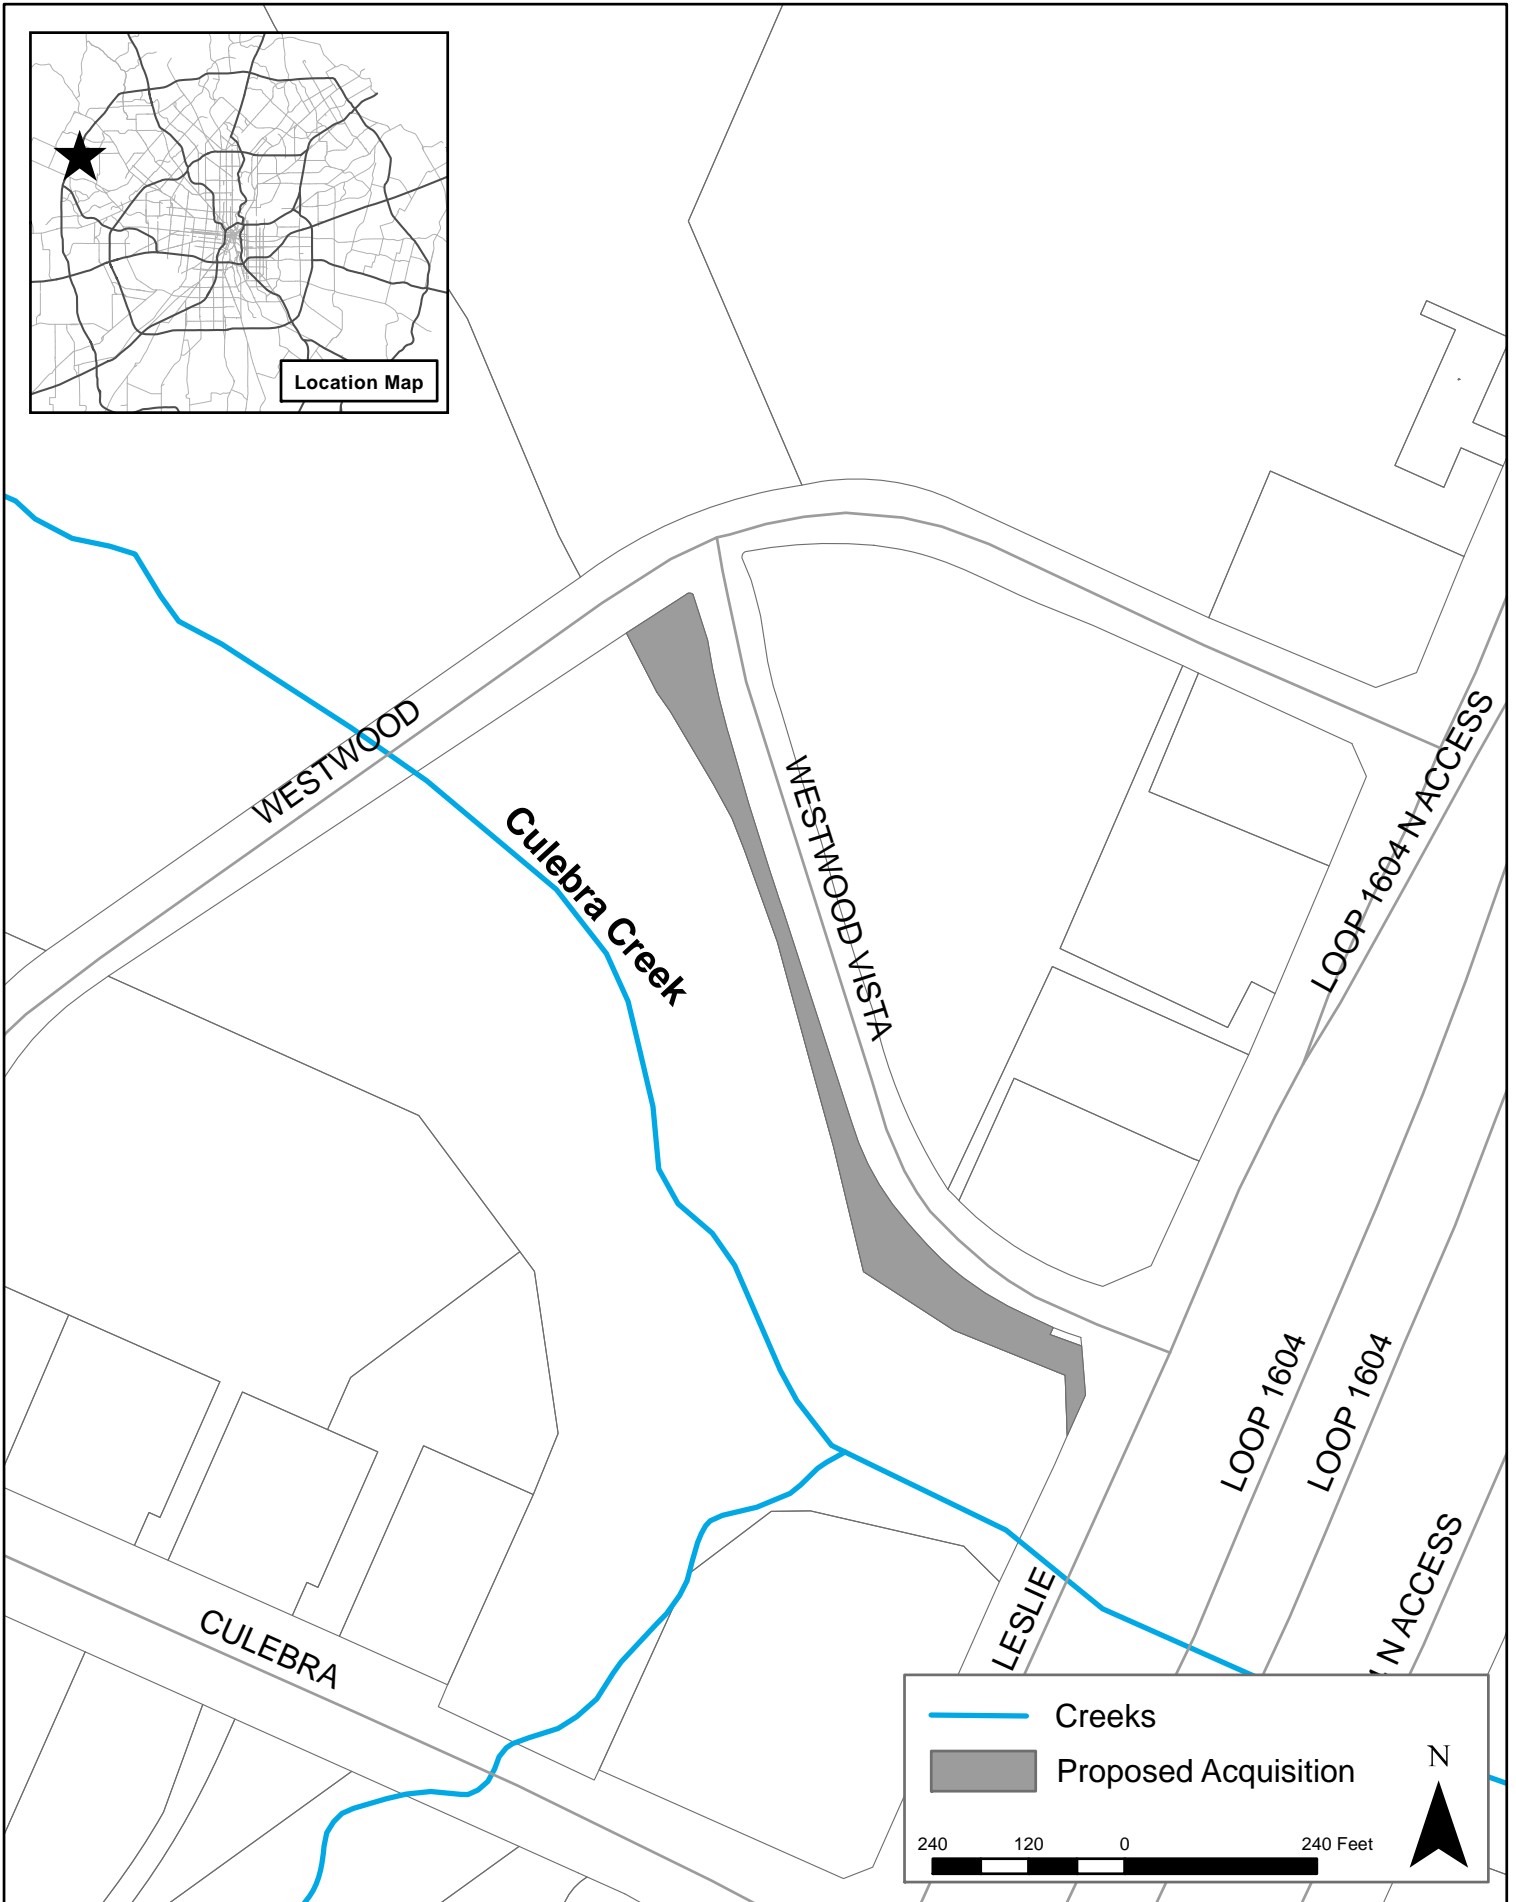 Location Map
WESTWOOD
Culebra Creek
WESTWOOD VISTA
LOOP 1604 N ACCESS
LOOP 1604
LOOP 1604
N ACCESS
LESLIE
CULEBRA
Creeks
Proposed Acquisition
N
240 120 0 240 Feet